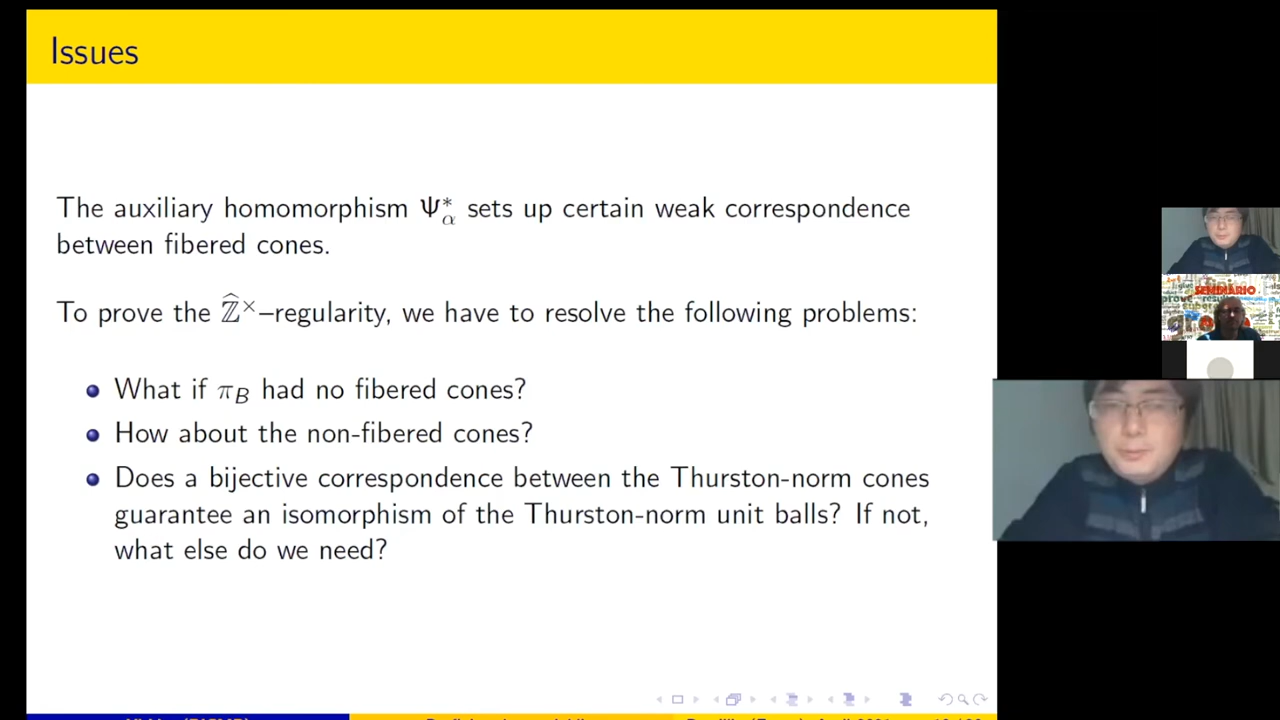 Issues
The auxiliary homomorphism Ψ*α sets up certain weak correspondence
between fibered cones.
To prove the Ẑ×–regularity, we have to resolve the following problems:
What if πB had no fibered cones?
How about the non-fibered cones?
Does a bijective correspondence between the Thurston-norm cones
guarantee an isomorphism of the Thurston-norm unit balls? If not,
what else do we need?
SEMINARIO